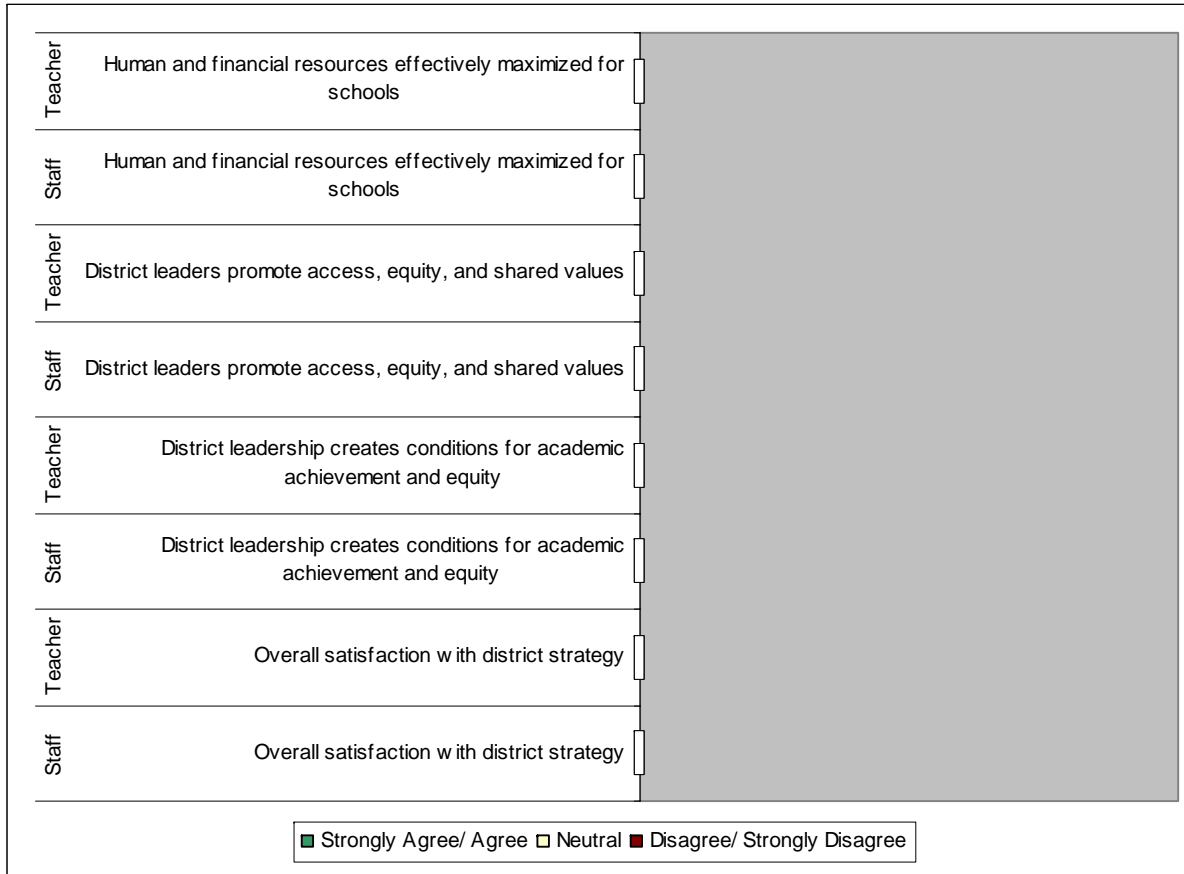 Teacher
Human and financial resources effectively maximized for
schools
Staff
Human and financial resources effectively maximized for
schools
Teacher
District leaders promote access, equity, and shared values
Staff
District leaders promote access, equity, and shared values
Teacher
District leadership creates conditions for academic
achievement and equity
Staff
District leadership creates conditions for academic
achievement and equity
Teacher
Overall satisfaction with district strategy
Staff
Overall satisfaction with district strategy
Strongly Agree/ Agree Neutral Disagree/ Strongly Disagree